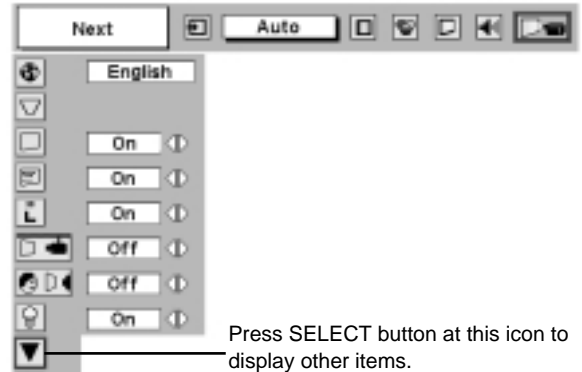 Next Auto
English
On
On
On
Off
Off
On
Press SELECT button at this icon to
display other items.